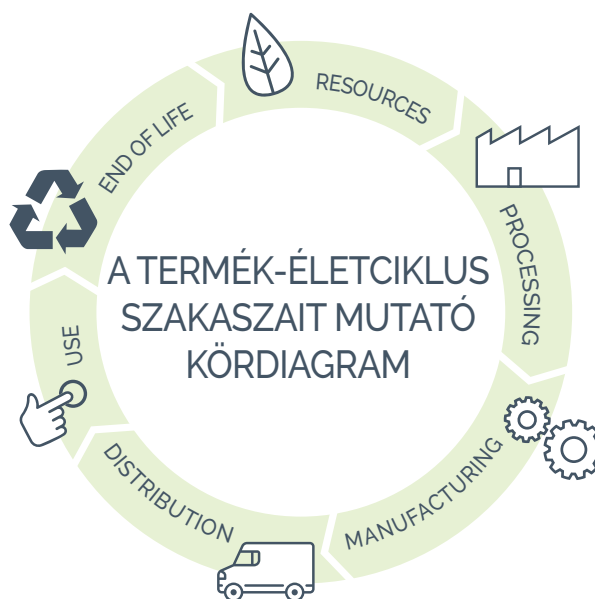 RESOURCES
PROCESSING
MANUFACTURING
DISTRIBUTION
USE
END OF LIFE
A TERMÉK-ÉLETCIKLUS
SZAKASZAIT MUTATÓ
KÖRDIAGRAM